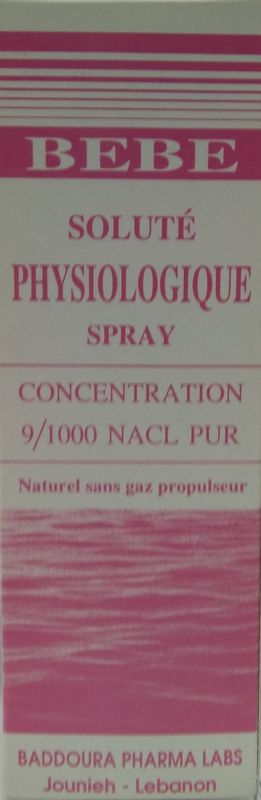 BEBE
SOLUTÉ
PHYSIOLOGIQUE
SPRAY
CONCENTRATION
9/1000 NACL PUR
Naturel sans gaz propulseur
BADDOURA PHARMA LABS
Jounieh - Lebanon